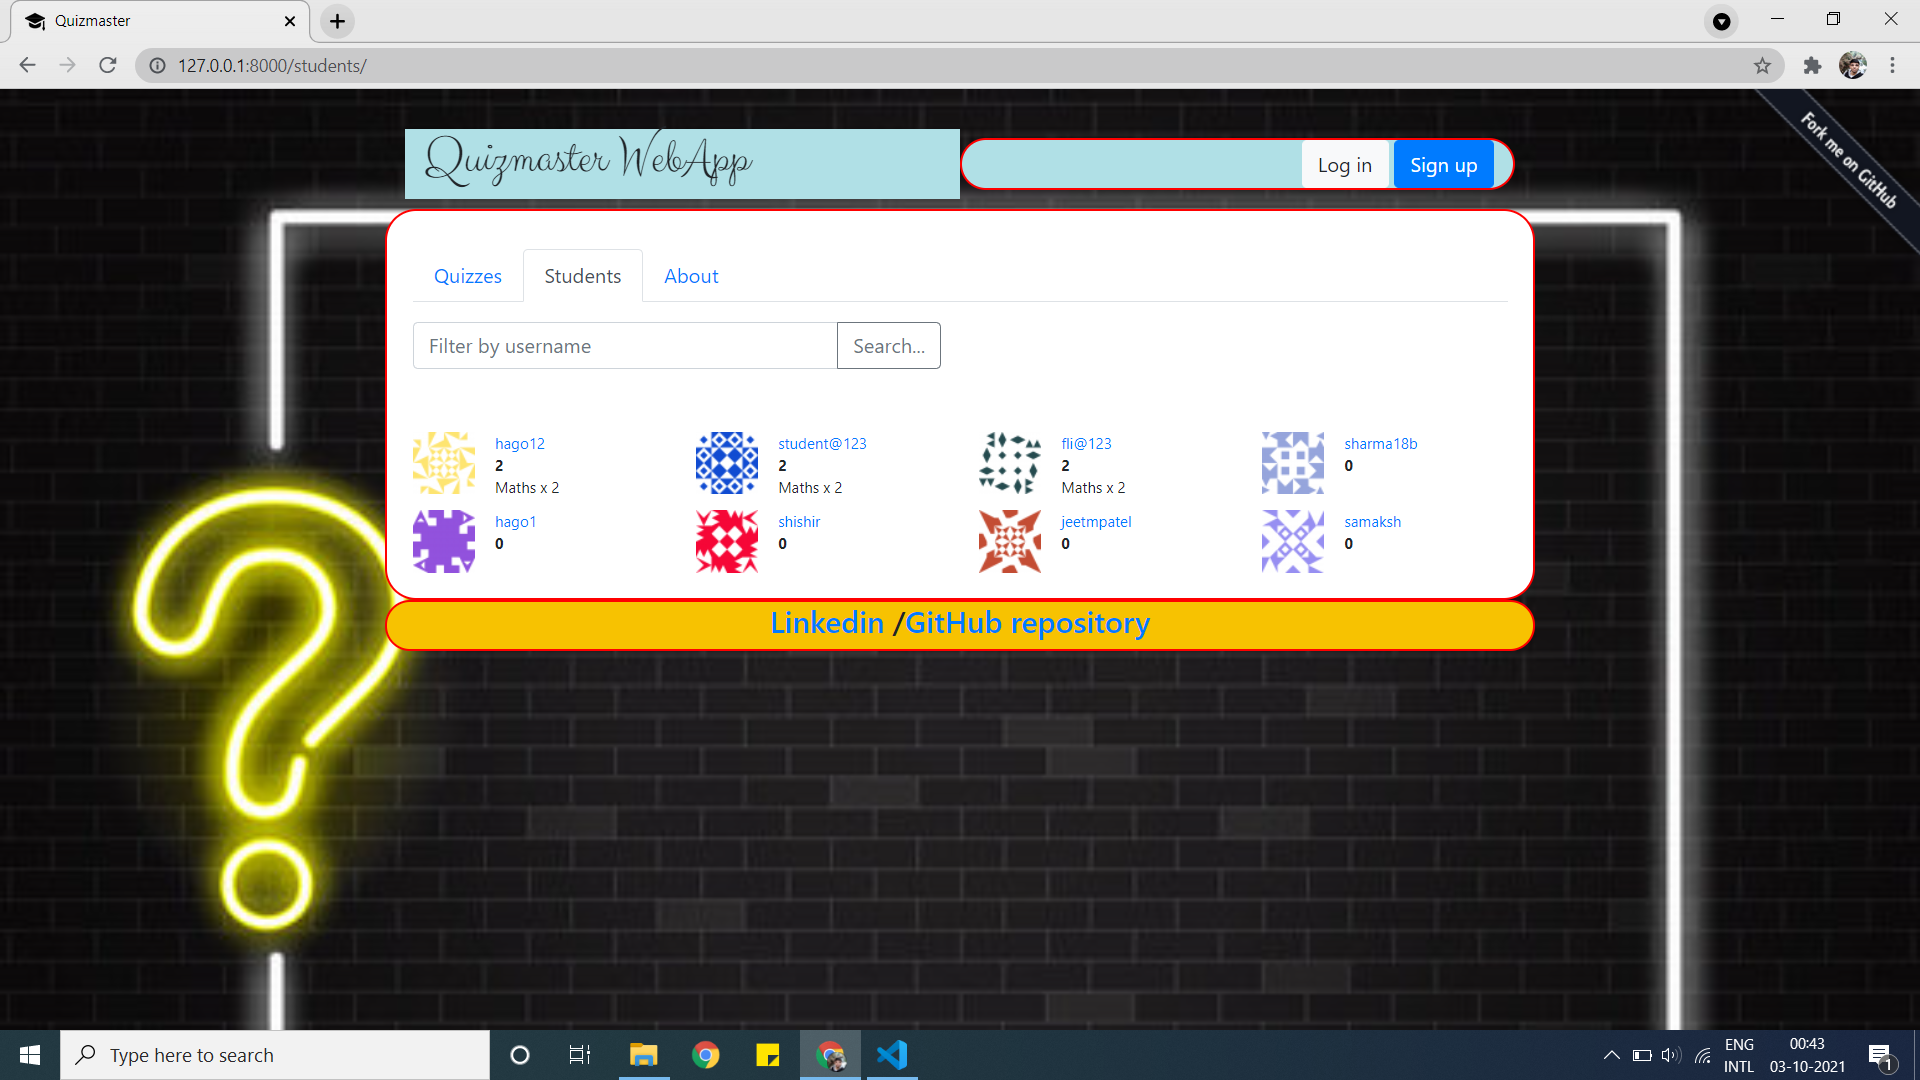 Quizmaster
127.0.0.1:8000/students/
Fork me on GitHub
Quizmaster WebApp
Log in
Sign up
Quizzes
Students
About
Filter by username
Search...
hago12
2
Maths x 2
student@123
2
Maths x 2
fli@123
2
Maths x 2
sharma18b
0
hago1
0
shishir
0
jeetmpatel
0
samaksh
0
Linkedin /GitHub repository
Type here to search
ENG
INTL
00:43
03-10-2021
1